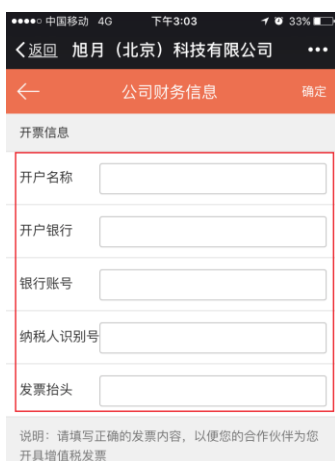 中国移动 4G 下午3:03 33%
返回 旭月（北京）科技有限公司
公司财务信息 确定
开票信息
开户名称
开户银行
银行账号
纳税人识别号
发票抬头
说明：请填写正确的发票内容，以便您的合作伙伴为您
开具增值税发票